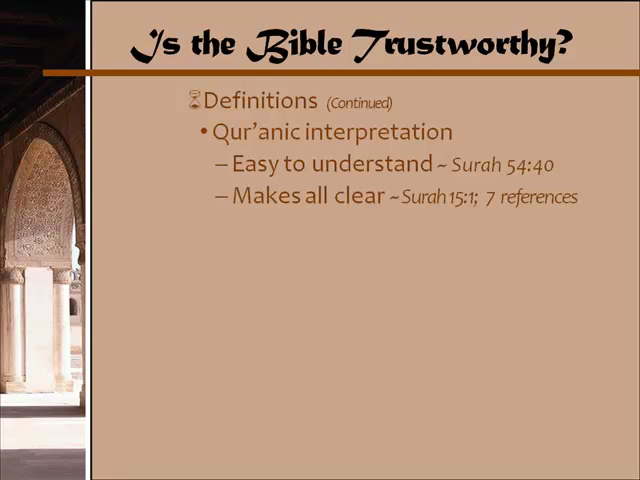 Is the Bible Trustworthy?
Definitions (Continued)
• Qur'anic interpretation
– Easy to understand ~ Surah 54:40
– Makes all clear ~ Surah 15:1; 7 references